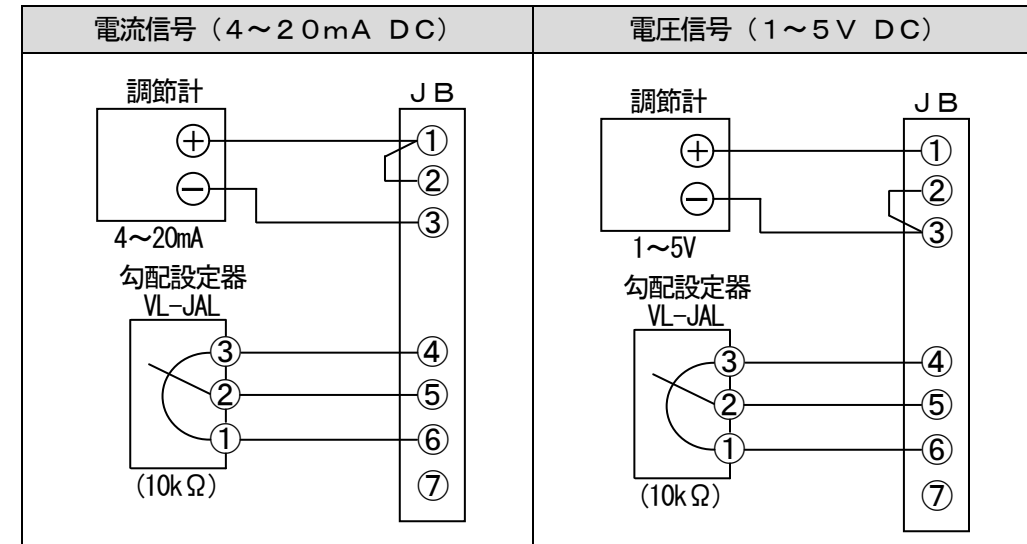 電流信号（４～２０ｍＡ ＤＣ）
調節計
ＪＢ
＋
①
②
－
③
4～20mA
勾配設定器
VL-JAL
③
④
②
⑤
①
⑥
(10kΩ)
⑦
電圧信号（１～５Ｖ ＤＣ）
調節計
ＪＢ
＋
①
②
－
③
1～5V
勾配設定器
VL-JAL
③
④
②
⑤
①
⑥
(10kΩ)
⑦